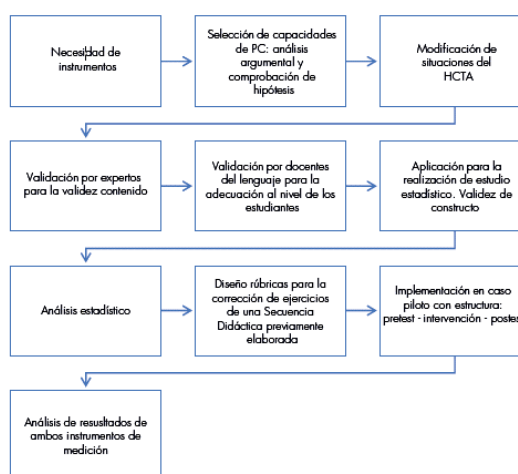 Necesidad de
instrumentos
Selección de capacidades
de PC: análisis
argumental y
comprobación de
hipótesis
Modificación de
situaciones del
HCTA
Validación por expertos
para la validez contenido
Validación por docentes
del lenguaje para la
adecuación al nivel de los
estudiantes
Aplicación para la
realización de estudio
estadístico. Validez de
constructo
Análisis estadístico
Diseño rúbricas para la
corrección de ejercicios
de una Secuencia
Didáctica previamente
elaborada
Implementación en caso
piloto con estructura:
pretest - intervención - postes
Análisis de resusltados de
ambos instrumentos de
medición